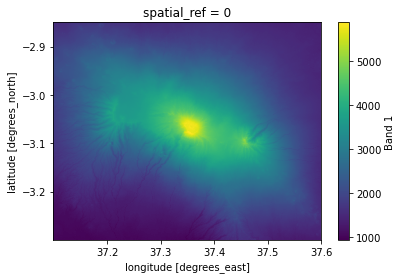 spatial_ref = 0
latitude [degrees_north]
−2.9
−3.0
−3.1
−3.2
37.2 37.3 37.4 37.5 37.6
longitude [degrees_east]
5000
4000
3000
2000
1000
Band 1